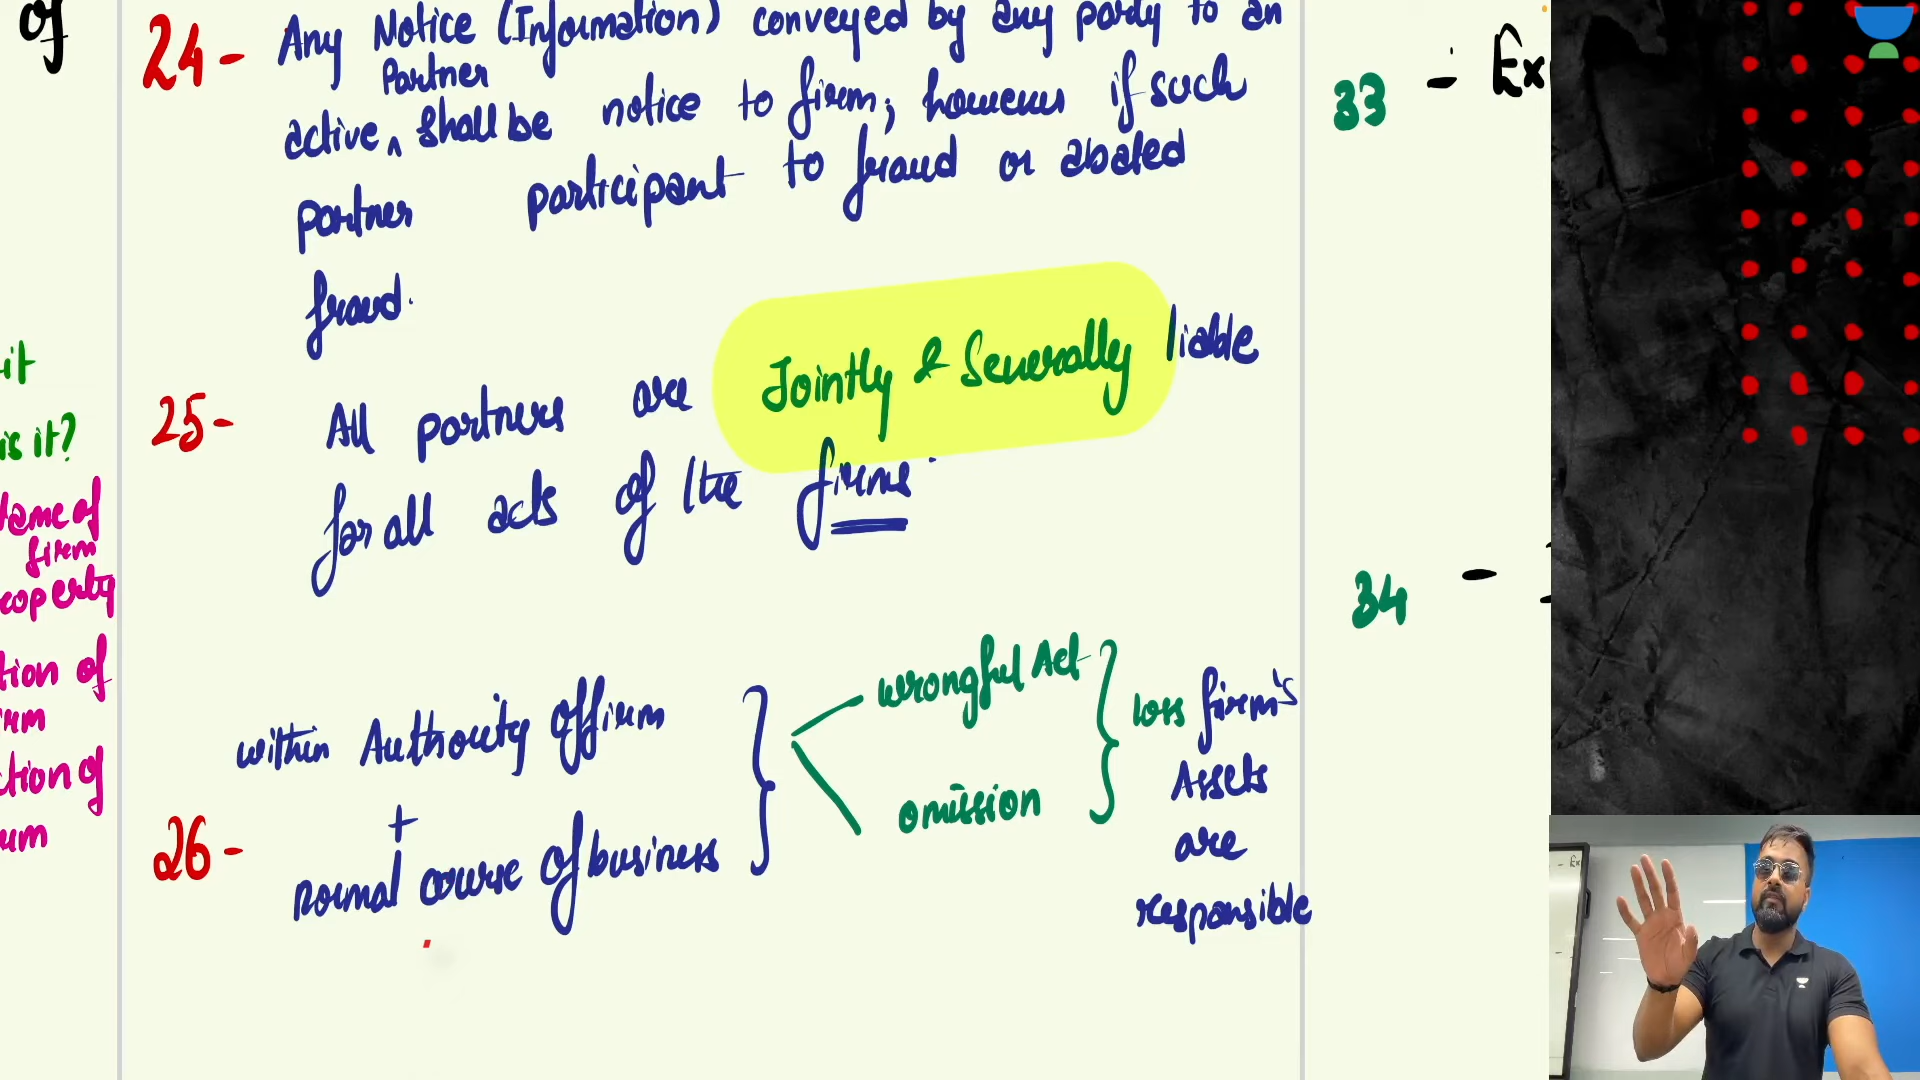 of
24- Any Notice (Information) conveyed by any party to an
Partner
active ^ shall be notice to firm; however if such
partner participant to fraud or abated
fraud.
25- All partners are Jointly & Severally liable
for all acts of the firms
within Authority of firm
+
26-
normal course of business
wrongful Act
omission
loss firm's
Assets
are
responsible
33 - Ex
34 -
it
is it?
Name of
firm
property
tion of
ction of